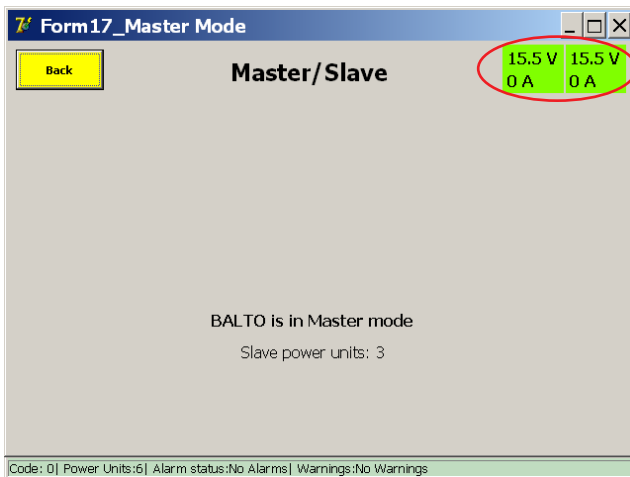 Form17_Master Mode
Back
Master/Slave
15.5 V 15.5 V
0 A 0 A
BALTO is in Master mode
Slave power units: 3
Code: 0| Power Units:6| Alarm status:No Alarms| Warnings:No Warnings